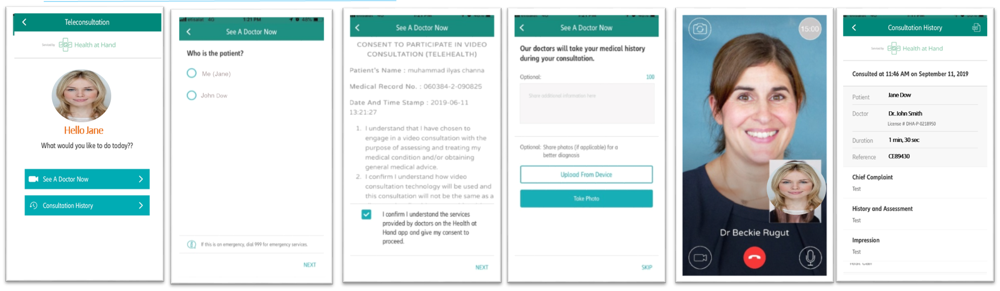 Teleconsultation
Serviced by Health at Hand
Hello Jane
What would you like to do today??
See A Doctor Now
Consultation History
etisalat 4G 1:21 PM 48%
See A Doctor Now
Who is the patient?
Me (Jane)
John Dow
If this is an emergency, dial 999 for emergency services.
NEXT
See A Doctor Now
CONSENT TO PARTICIPATE IN VIDEO
CONSULTATION (TELEHEALTH)
Patient's Name : muhammad ilyas channa
Medical Record No. : 060384-2-090825
Date And Time Stamp : 2019-06-11
13:21:27
1. I understand that I have chosen to
engage in a video consultation with the
purpose of assessing and treating my
medical condition and/or obtaining
general medical advice.
2. I confirm I understand how video
consultation technology will be used and
this consultation will not be the same as a
I confirm I understand the services
provided by doctors on the Health at
Hand app and give my consent to
proceed.
NEXT
See A Doctor Now
Our doctors will take your medical history
during your consultation.
Optional: 100
Share additional information here
Optional: Share photos (if applicable) for a
better diagnosis
Upload From Device
Take Photo
SKIP
15:00
Dr Beckie Rugut
Consultation History
Serviced by Health at Hand
Consulted at 11:46 AM on September 11, 2019
Patient Jane Dow
Doctor Dr. John Smith
License # DHA-P-0218950
Duration 1 min, 30 sec
Reference CE89430
Chief Complaint
Test
History and Assessment
Test
Impression
Test